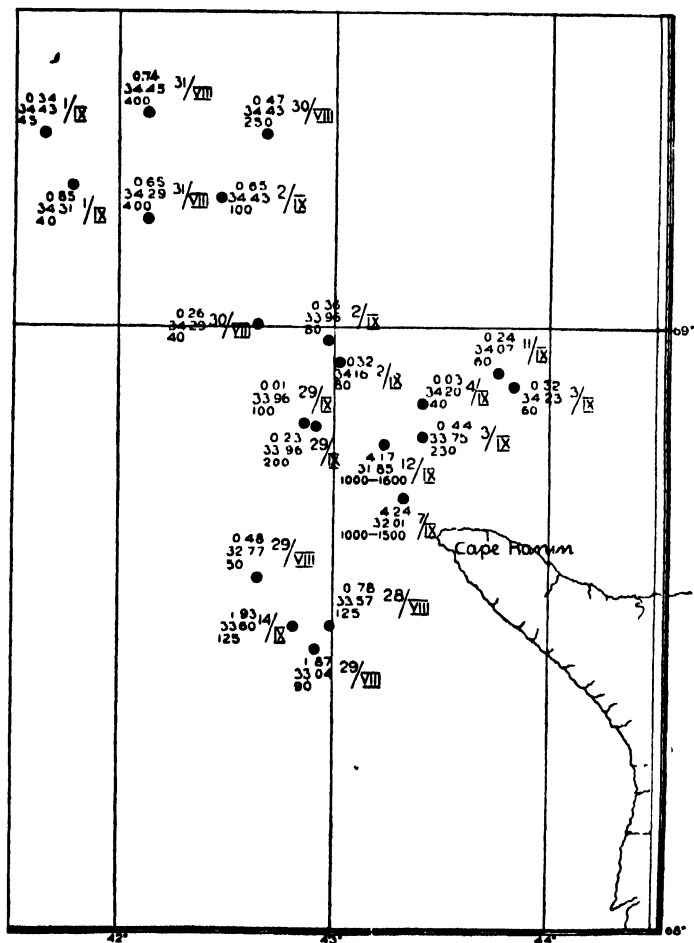 0.74 31/VIII
34.45
400
0.34 1/IX
34.43
45
0.47 30/VIII
34.43
250
0.85 1/IX
34.31
40
0.65 31/VIII
34.29
400
0.65 2/IX
34.43
100
0.26 30/VIII
34.29
40
0.36 2/IX
33.96
80
69°
0.32 2/IX
34.16
80
0.24 11/IX
34.07
60
0.03 4/IX
34.20
40
0.32 3/IX
34.23
60
0.01 29/IX
33.96
100
0.23 29/IX
33.96
200
0.44 3/IX
33.75
230
4.17 12/IX
31.85
1000-1600
4.24 7/IX
32.01
1000-1500
Cape Kanin
0.48 29/VIII
32.77
50
0.78 28/VIII
33.57
125
1.93 14/IX
33.60
125
1.87 29/VIII
33.04
90
42°
43°
44°
68°